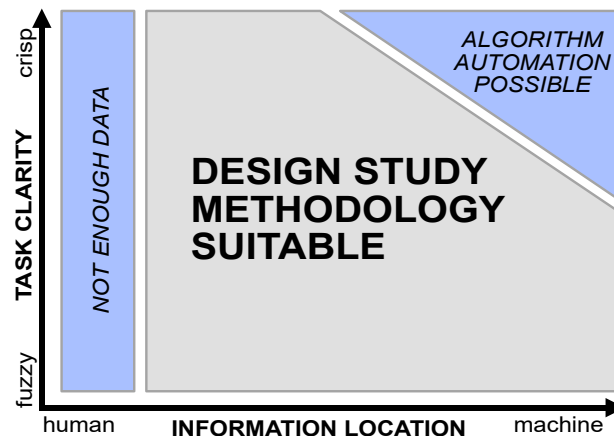 crisp
TASK CLARITY
fuzzy
NOT ENOUGH DATA
DESIGN STUDY
METHODOLOGY
SUITABLE
ALGORITHM
AUTOMATION
POSSIBLE
human
INFORMATION LOCATION
machine